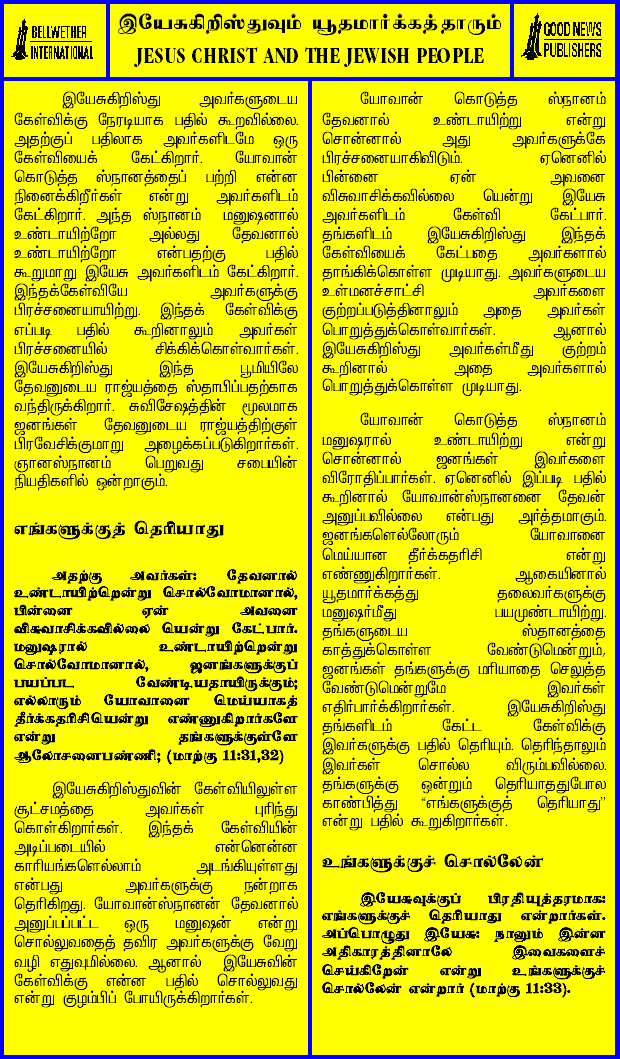 BELLWETHER
INTERNATIONAL
இயேசுகிறிஸ்துவும் யூதமார்க்கத்தாரும்
JESUS CHRIST AND THE JEWISH PEOPLE
GOOD NEWS
PUBLISHERS
இயேசுகிறிஸ்து அவர்களுடைய
கேள்விக்கு நேரடியாக பதில் கூறவில்லை.
அதற்குப் பதிலாக அவர்களிடமே ஒரு
கேள்வியைக் கேட்கிறார். யோவான்
கொடுத்த ஸ்நானத்தைப் பற்றி என்ன
நினைக்கிறீர்கள் என்று அவர்களிடம்
கேட்கிறார். அந்த ஸ்நானம் மனுஷனால்
உண்டாயிற்றோ அல்லது தேவனால்
உண்டாயிற்றோ என்பதற்கு பதில்
கூறுமாறு இயேசு அவர்களிடம் கேட்கிறார்.
இந்தக்கேள்வியே அவர்களுக்கு
பிரச்சனையாயிற்று. இந்தக் கேள்விக்கு
எப்படி பதில் கூறினாலும் அவர்கள்
பிரச்சனையில் சிக்கிக்கொள்வார்கள்.
இயேசுகிறிஸ்து இந்த பூமியிலே
தேவனுடைய ராஜ்யத்தை ஸ்தாபிப்பதற்காக
வந்திருக்கிறார். சுவிசேஷத்தின் மூலமாக
ஜனங்கள் தேவனுடைய ராஜ்யத்திற்குள்
பிரவேசிக்குமாறு அழைக்கப்படுகிறார்கள்.
ஞானஸ்நானம் பெறுவது சபையின்
நியதிகளில் ஒன்றாகும்.
எங்களுக்குத் தெரியாது
அதற்கு அவர்கள்: தேவனால்
உண்டாயிற்றென்று சொல்வோமானால்,
பின்னை ஏன் அவனை
விசுவாசிக்கவில்லை யென்று கேட்பார்.
மனுஷரால் உண்டாயிற்றென்று
சொல்வோமானால், ஜனங்களுக்குப்
பயப்பட வேண்டியதாயிருக்கும்;
எல்லாரும் யோவானை மெய்யாகத்
தீர்க்கதரிசியென்று எண்ணுகிறார்களே
என்று தங்களுக்குள்ளே
ஆலோசனைபண்ணி; (மாற்கு 11:31,32)
இயேசுகிறிஸ்துவின் கேள்வியிலுள்ள
சூட்சமத்தை அவர்கள் புரிந்து
கொள்கிறார்கள். இந்தக் கேள்வியின்
அடிப்படையில் என்னென்ன
காரியங்களெல்லாம் அடங்கியுள்ளது
என்பது அவர்களுக்கு நன்றாக
தெரிகிறது. யோவான்ஸ்நானன் தேவனால்
அனுப்பப்பட்ட ஒரு மனுஷன் என்று
சொல்லுவதைத் தவிர அவர்களுக்கு வேறு
வழி எதுவுமில்லை. ஆனால் இயேசுவின்
கேள்விக்கு என்ன பதில் சொல்லுவது
என்று குழம்பிப் போயிருக்கிறார்கள்.
யோவான் கொடுத்த ஸ்நானம்
தேவனால் உண்டாயிற்று என்று
சொன்னால் அது அவர்களுக்கே
பிரச்சனையாகிவிடும். ஏனெனில்
பின்னை ஏன் அவனை
விசுவாசிக்கவில்லை யென்று இயேசு
அவர்களிடம் கேள்வி கேட்பார்.
தங்களிடம் இயேசுகிறிஸ்து இந்தக்
கேள்வியைக் கேட்பதை அவர்களால்
தாங்கிக்கொள்ள முடியாது. அவர்களுடைய
உள்மனச்சாட்சி அவர்களை
குற்றப்படுத்தினாலும் அதை அவர்கள்
பொறுத்துக்கொள்வார்கள். ஆனால்
இயேசுகிறிஸ்து அவர்கள்மீது குற்றம்
கூறினால் அதை அவர்களால்
பொறுத்துக்கொள்ள முடியாது.
யோவான் கொடுத்த ஸ்நானம்
மனுஷரால் உண்டாயிற்று என்று
சொன்னால் ஜனங்கள் இவர்களை
விரோதிப்பார்கள். ஏனெனில் இப்படி பதில்
கூறினால் யோவான்ஸ்நானனை தேவன்
அனுப்பவில்லை என்பது அர்த்தமாகும்.
ஜனங்களெல்லோரும் யோவானை
மெய்யான தீர்க்கதரிசி என்று
எண்ணுகிறார்கள். ஆகையினால்
யூதமார்க்கத்து தலைவர்களுக்கு
மனுஷர்மீது பயமுண்டாயிற்று.
தங்களுடைய ஸ்தானத்தை
காத்துக்கொள்ள வேண்டுமென்றும்,
ஜனங்கள் தங்களுக்கு மரியாதை செலுத்த
வேண்டுமென்றுமே இவர்கள்
எதிர்பார்க்கிறார்கள். இயேசுகிறிஸ்து
தங்களிடம் கேட்ட கேள்விக்கு
இவர்களுக்கு பதில் தெரியும். தெரிந்தாலும்
இவர்கள் சொல்ல விரும்பவில்லை.
தங்களுக்கு ஒன்றும் தெரியாததுபோல
காண்பித்து “எங்களுக்குத் தெரியாது”
என்று பதில் கூறுகிறார்கள்.
உங்களுக்குச் சொல்லேன்
இயேசுவுக்குப் பிரதியுத்தரமாக:
எங்களுக்குச் தெரியாது என்றார்கள்.
அப்பொழுது இயேசு: நானும் இன்ன
அதிகாரத்தினாலே இவைகளைச்
செய்கிறேன் என்று உங்களுக்குச்
சொல்லேன் என்றார் (மாற்கு 11:33).